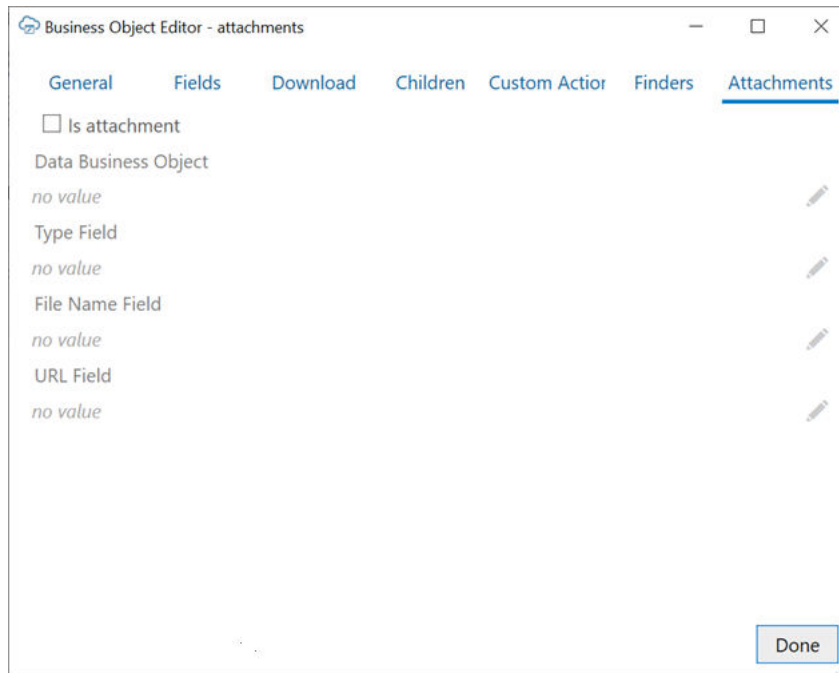 Business Object Editor - attachments
General Fields Download Children Custom Action Finders Attachments
Is attachment
Data Business Object
no value
Type Field
no value
File Name Field
no value
URL Field
no value
Done